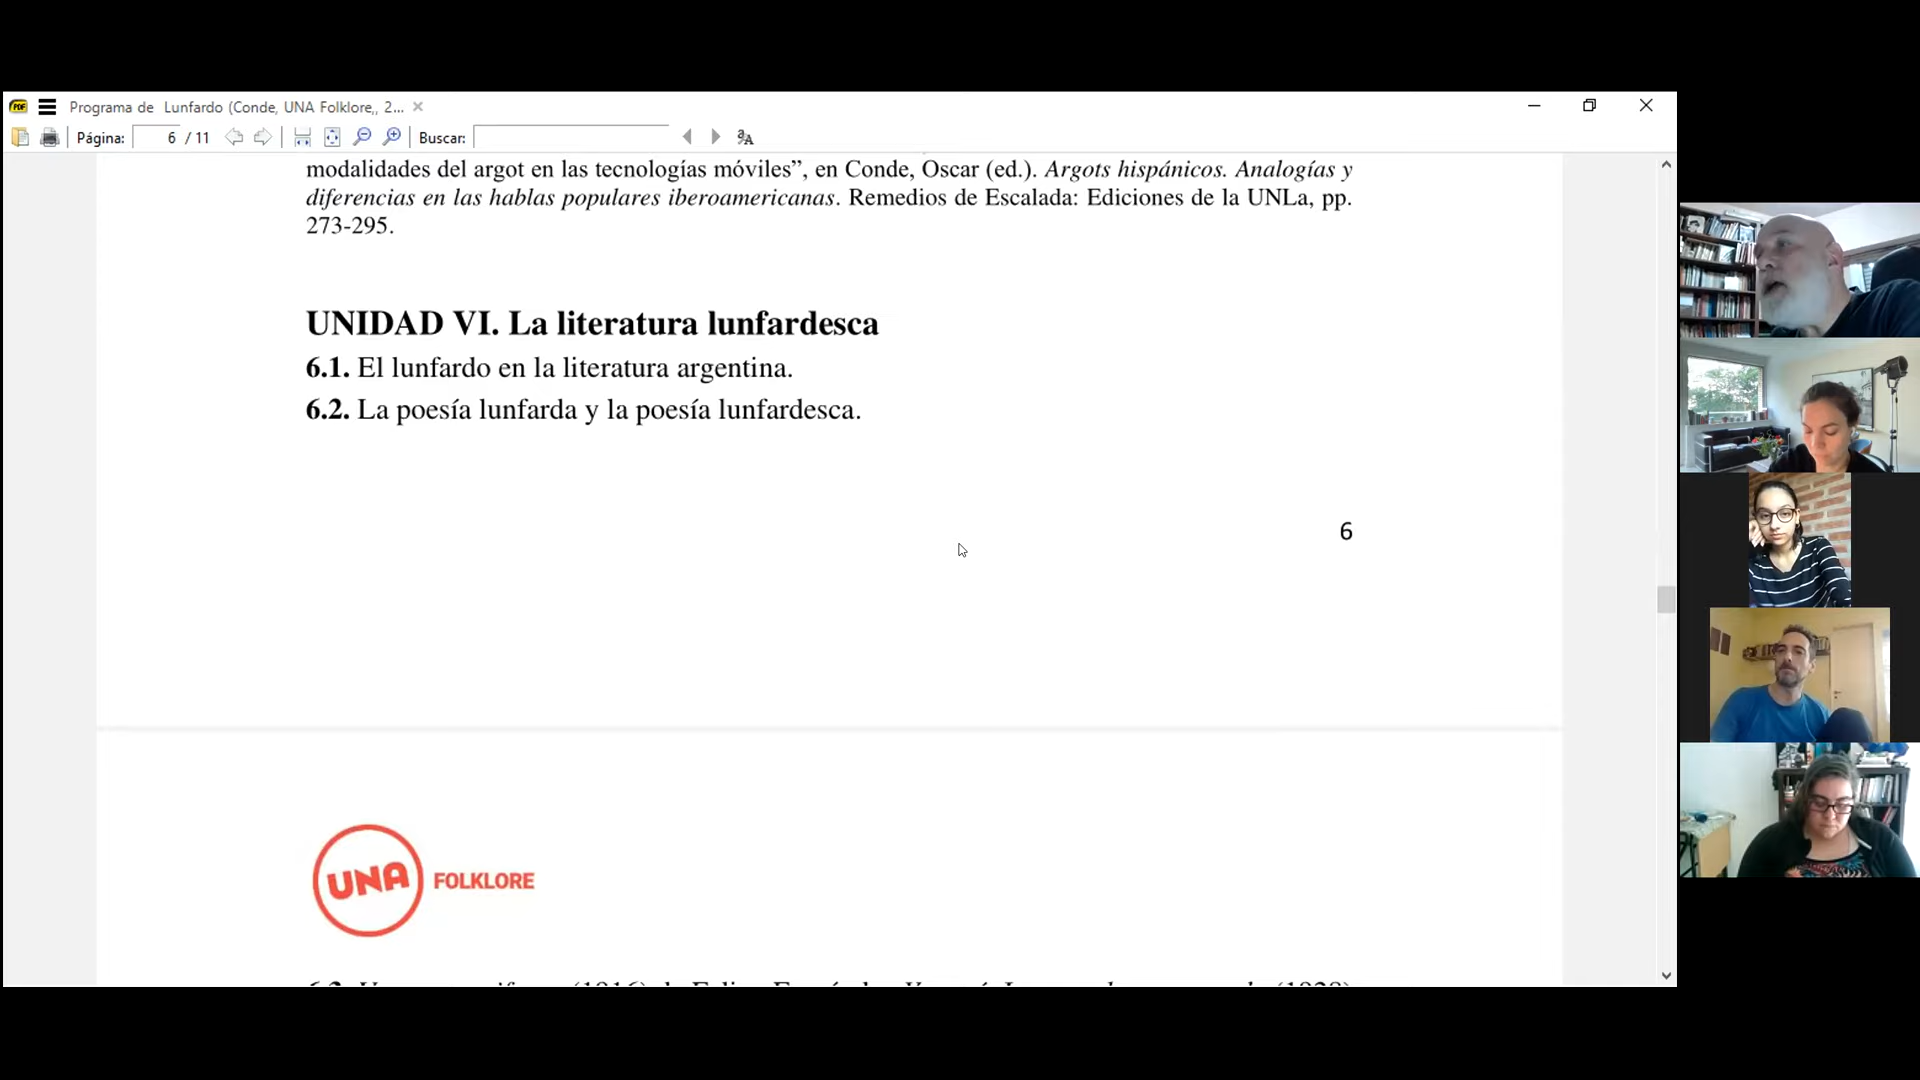 Programa de Lunfardo (Conde, UNA Folklore,, 2...
Página: 6 / 11 Buscar:
modalidades del argot en las tecnologías móviles”, en Conde, Oscar (ed.). Argots hispánicos. Analogías y
diferencias en las hablas populares iberoamericanas. Remedios de Escalada: Ediciones de la UNLa, pp.
273-295.
UNIDAD VI. La literatura lunfardesca
6.1. El lunfardo en la literatura argentina.
6.2. La poesía lunfarda y la poesía lunfardesca.
6
UNA FOLKLORE